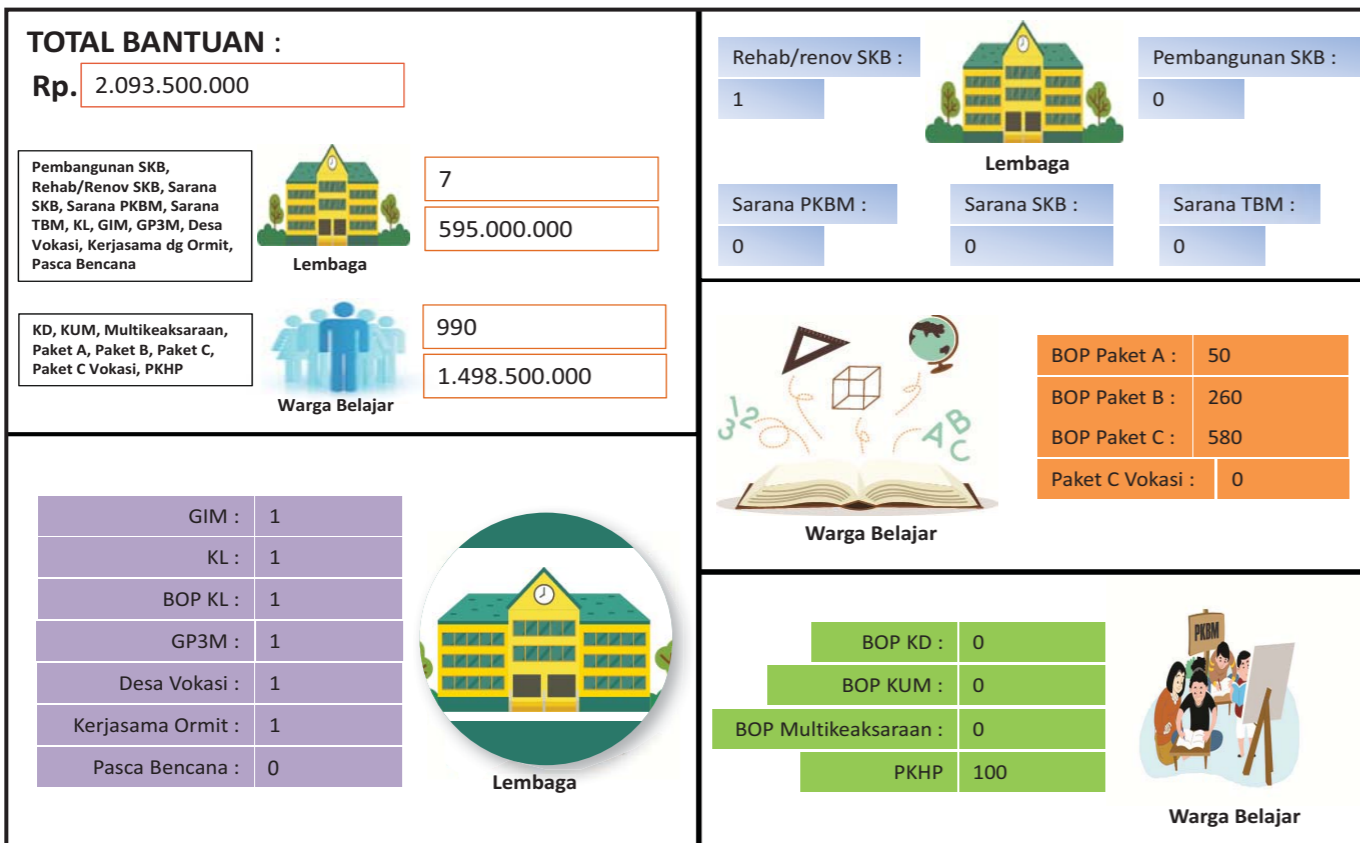 TOTAL BANTUAN :
Rp. 2.093.500.000
Pembangunan SKB,
Rehab/Renov SKB, Sarana
SKB, Sarana PKBM, Sarana
TBM, KL, GIM, GP3M, Desa
Vokasi, Kerjasama dg Ormit,
Pasca Bencana
Lembaga
7
595.000.000
KD, KUM, Multikeaksaraan,
Paket A, Paket B, Paket C,
Paket C Vokasi, PKHP
Warga Belajar
990
1.498.500.000
Rehab/renov SKB :
1
Pembangunan SKB :
0
Lembaga
Sarana PKBM :
0
Sarana SKB :
0
Sarana TBM :
0
1 2 3
A B C
Warga Belajar
BOP Paket A : 50
BOP Paket B : 260
BOP Paket C : 580
Paket C Vokasi : 0
GIM : 1
KL : 1
BOP KL : 1
GP3M : 1
Desa Vokasi : 1
Kerjasama Ormit : 1
Pasca Bencana : 0
Lembaga
BOP KD : 0
BOP KUM : 0
BOP Multikeaksaraan : 0
PKHP 100
PKBM
Warga Belajar